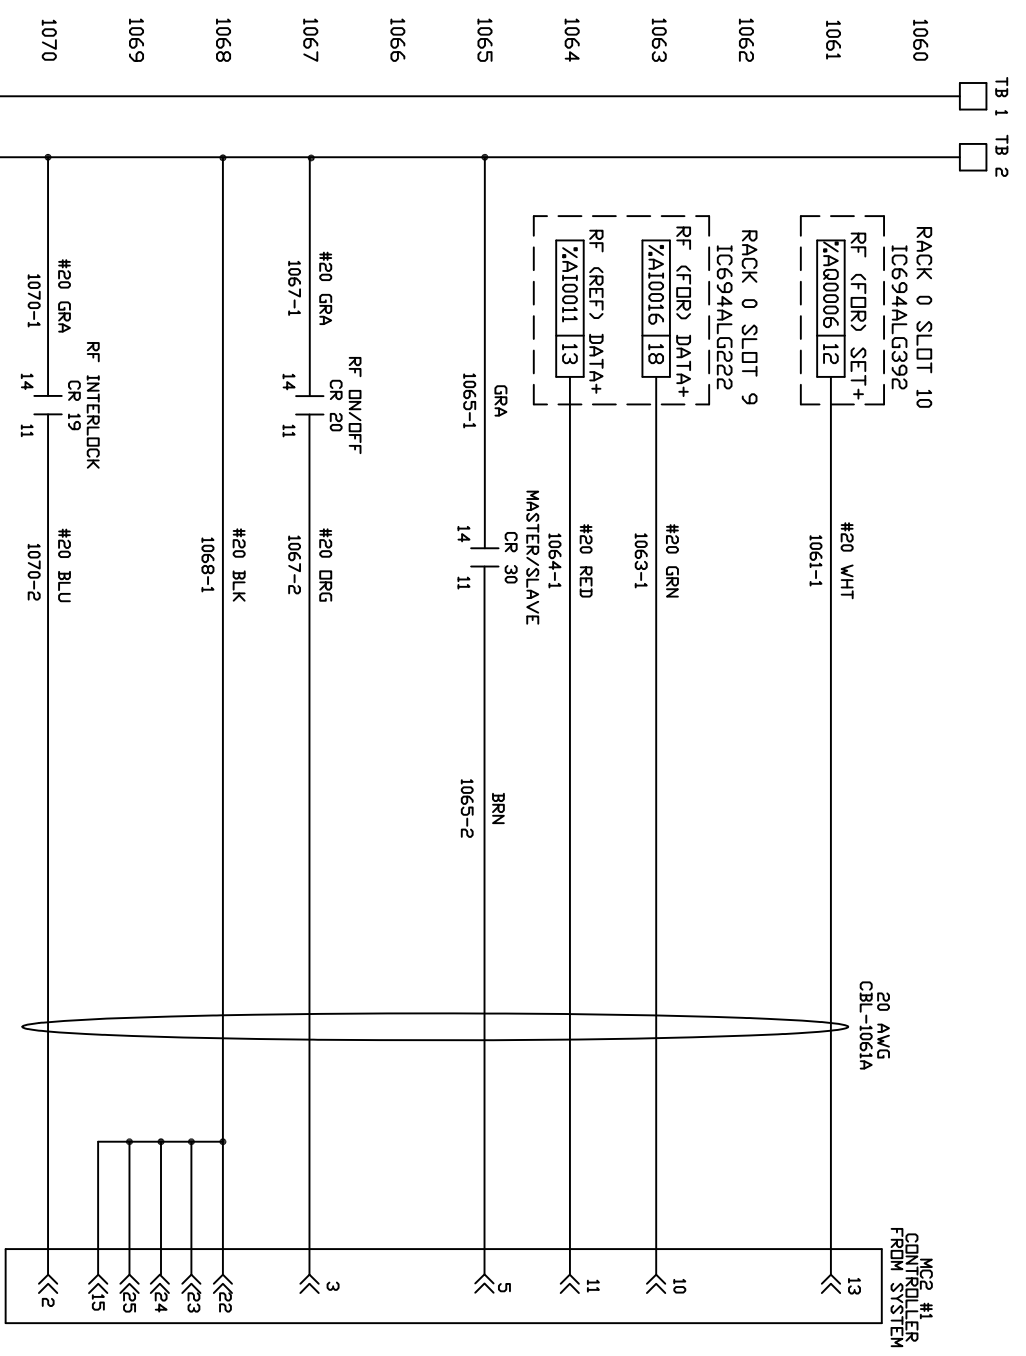 TB 1
TB 2
1060
1061
1062
1063
1064
1065
1066
1067
1068
1069
1070
RACK 0 SLOT 10
IC694ALG392
RF (FOR) SET+
%AQ0006 12
#20 WHT
1061-1
20 AWG
CBL-1061A
MC2 #1
CONTROLLER
FROM SYSTEM
13
RACK 0 SLOT 9
IC694ALG222
RF (FOR) DATA+
%AI0016 18
#20 GRN
1063-1
10
RF (REF) DATA+
%AI0011 13
#20 RED
1064-1
11
GRA
1065-1
MASTER/SLAVE
CR 30
14 11
BRN
1065-2
5
#20 GRA
1067-1
RF ON/OFF
CR 20
14 11
#20 ORG
1067-2
3
#20 BLK
1068-1
22
23
24
25
15
#20 GRA
1070-1
RF INTERLOCK
CR 19
14 11
#20 BLU
1070-2
2